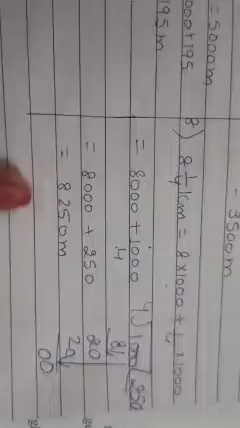 = 3500m
= 5000m
000+195
195m
8) 8 1/4 km = 8×1000 + 1/4 ×1000
= 8000 + 1000/4
= 8000 + 250
= 8250m
4)1000(250
8↓
20
20
00